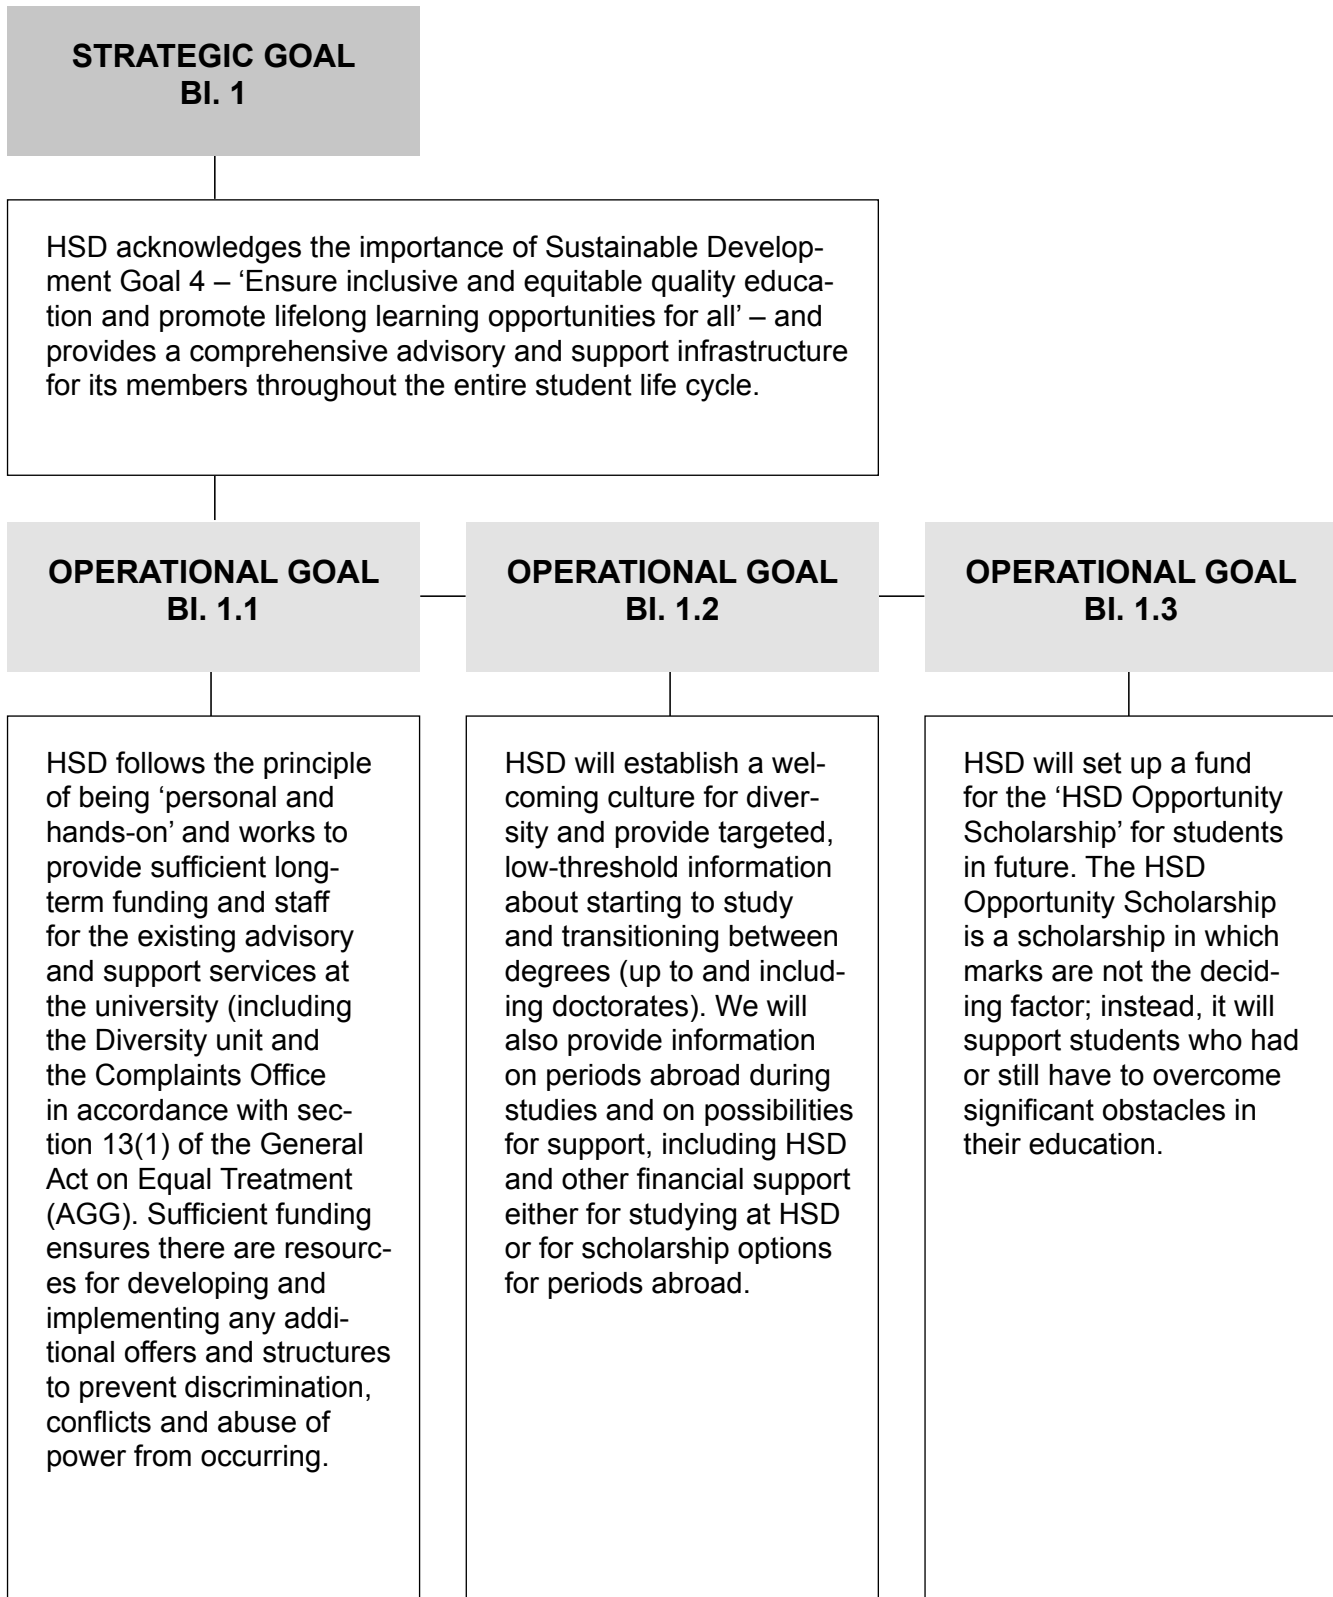 STRATEGIC GOAL
BI. 1
HSD acknowledges the importance of Sustainable Develop-
ment Goal 4 – ‘Ensure inclusive and equitable quality educa-
tion and promote lifelong learning opportunities for all’ – and
provides a comprehensive advisory and support infrastructure
for its members throughout the entire student life cycle.
OPERATIONAL GOAL
BI. 1.1
HSD follows the principle
of being ‘personal and
hands-on’ and works to
provide sufficient long-
term funding and staff
for the existing advisory
and support services at
the university (including
the Diversity unit and
the Complaints Office
in accordance with sec-
tion 13(1) of the General
Act on Equal Treatment
(AGG). Sufficient funding
ensures there are resourc-
es for developing and
implementing any addi-
tional offers and structures
to prevent discrimination,
conflicts and abuse of
power from occurring.
OPERATIONAL GOAL
BI. 1.2
HSD will establish a wel-
coming culture for diver-
sity and provide targeted,
low-threshold information
about starting to study
and transitioning between
degrees (up to and includ-
ing doctorates). We will
also provide information
on periods abroad during
studies and on possibilities
for support, including HSD
and other financial support
either for studying at HSD
or for scholarship options
for periods abroad.
OPERATIONAL GOAL
BI. 1.3
HSD will set up a fund
for the ‘HSD Opportunity
Scholarship’ for students
in future. The HSD
Opportunity Scholarship
is a scholarship in which
marks are not the decid-
ing factor; instead, it will
support students who had
or still have to overcome
significant obstacles in
their education.